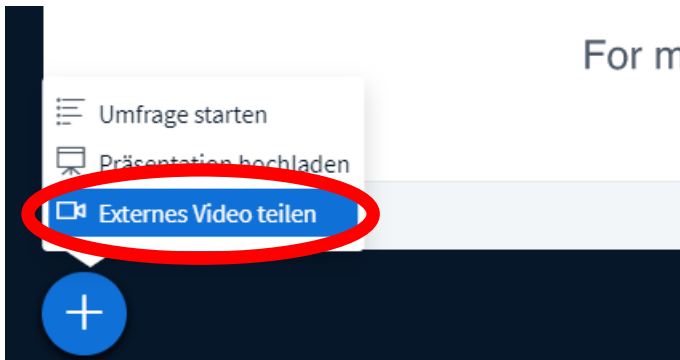 For m
Umfrage starten
Präsentation hochladen
Externes Video teilen